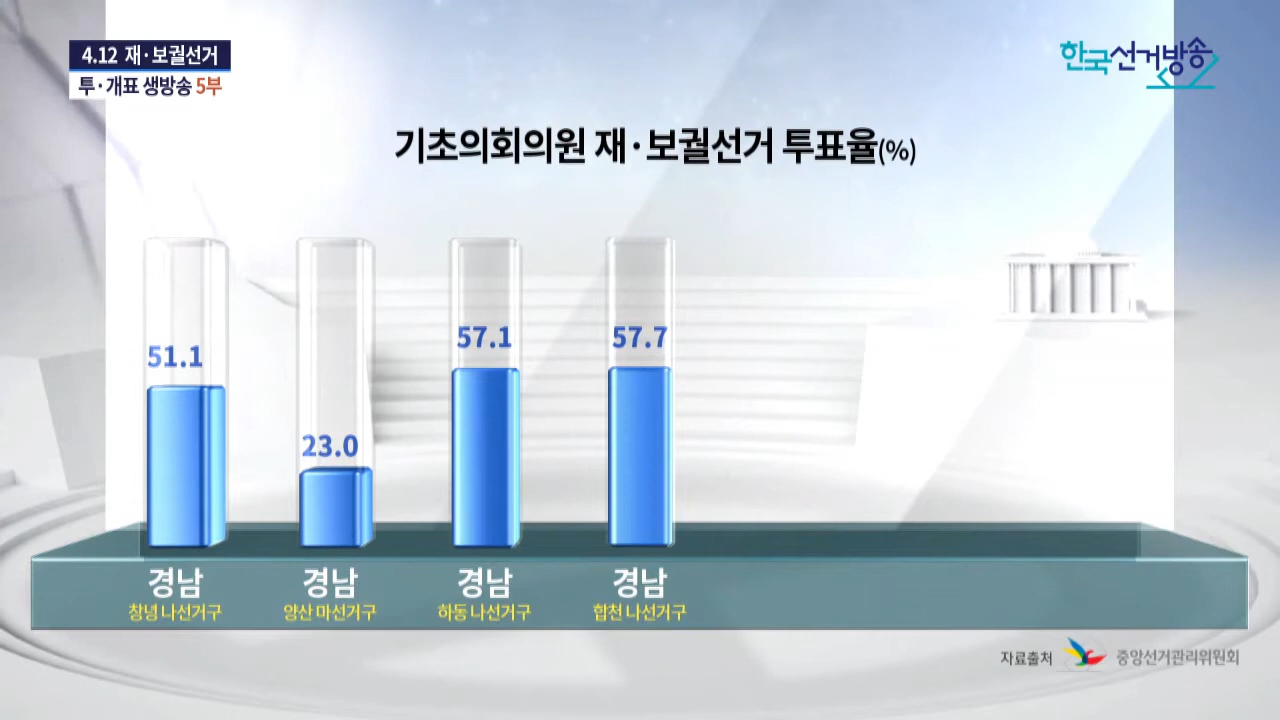 4.12 재·보궐선거
투·개표 생방송 5부
한국선거방송
기초의회의원 재·보궐선거 투표율(%)
51.1
23.0
57.1
57.7
경남
창녕 나선거구
경남
양산 마선거구
경남
하동 나선거구
경남
합천 나선거구
자료출처 중앙선거관리위원회